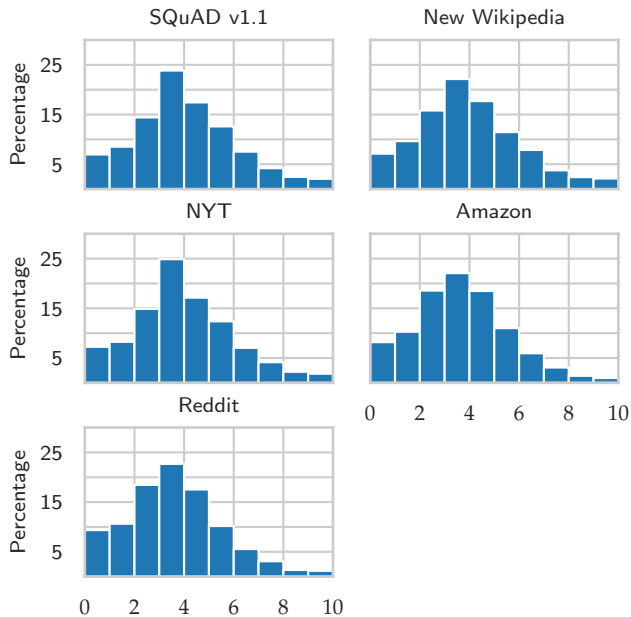 SQuAD v1.1
New Wikipedia
Percentage
25
15
5
NYT
Amazon
Percentage
25
15
5
0 2 4 6 8 10
Reddit
Percentage
25
15
5
0 2 4 6 8 10